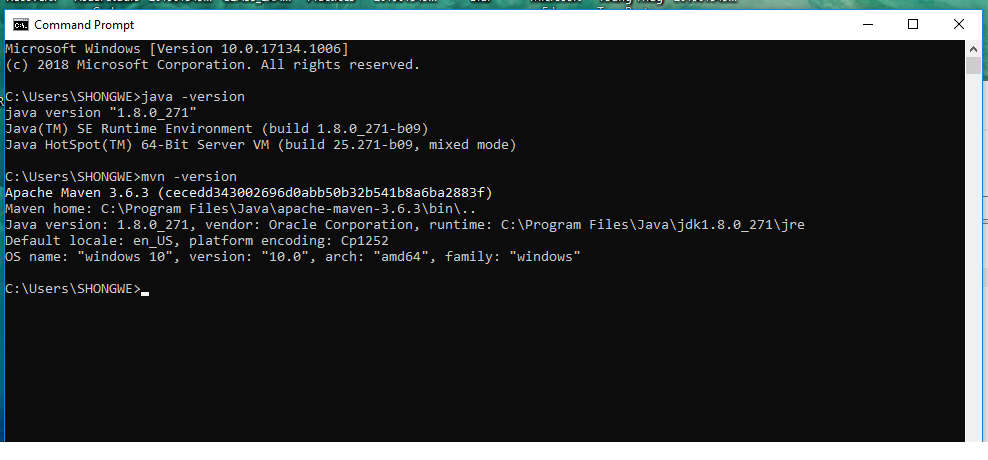 Command Prompt
Microsoft Windows [Version 10.0.17134.1006]
(c) 2018 Microsoft Corporation. All rights reserved.
C:\Users\SHONGWE>java -version
java version "1.8.0_271"
Java(TM) SE Runtime Environment (build 1.8.0_271-b09)
Java HotSpot(TM) 64-Bit Server VM (build 25.271-b09, mixed mode)
C:\Users\SHONGWE>mvn -version
Apache Maven 3.6.3 (cecedd343002696d0abb50b32b541b8a6ba2883f)
Maven home: C:\Program Files\Java\apache-maven-3.6.3\bin\..
Java version: 1.8.0_271, vendor: Oracle Corporation, runtime: C:\Program Files\Java\jdk1.8.0_271\jre
Default locale: en_US, platform encoding: Cp1252
OS name: "windows 10", version: "10.0", arch: "amd64", family: "windows"
C:\Users\SHONGWE>